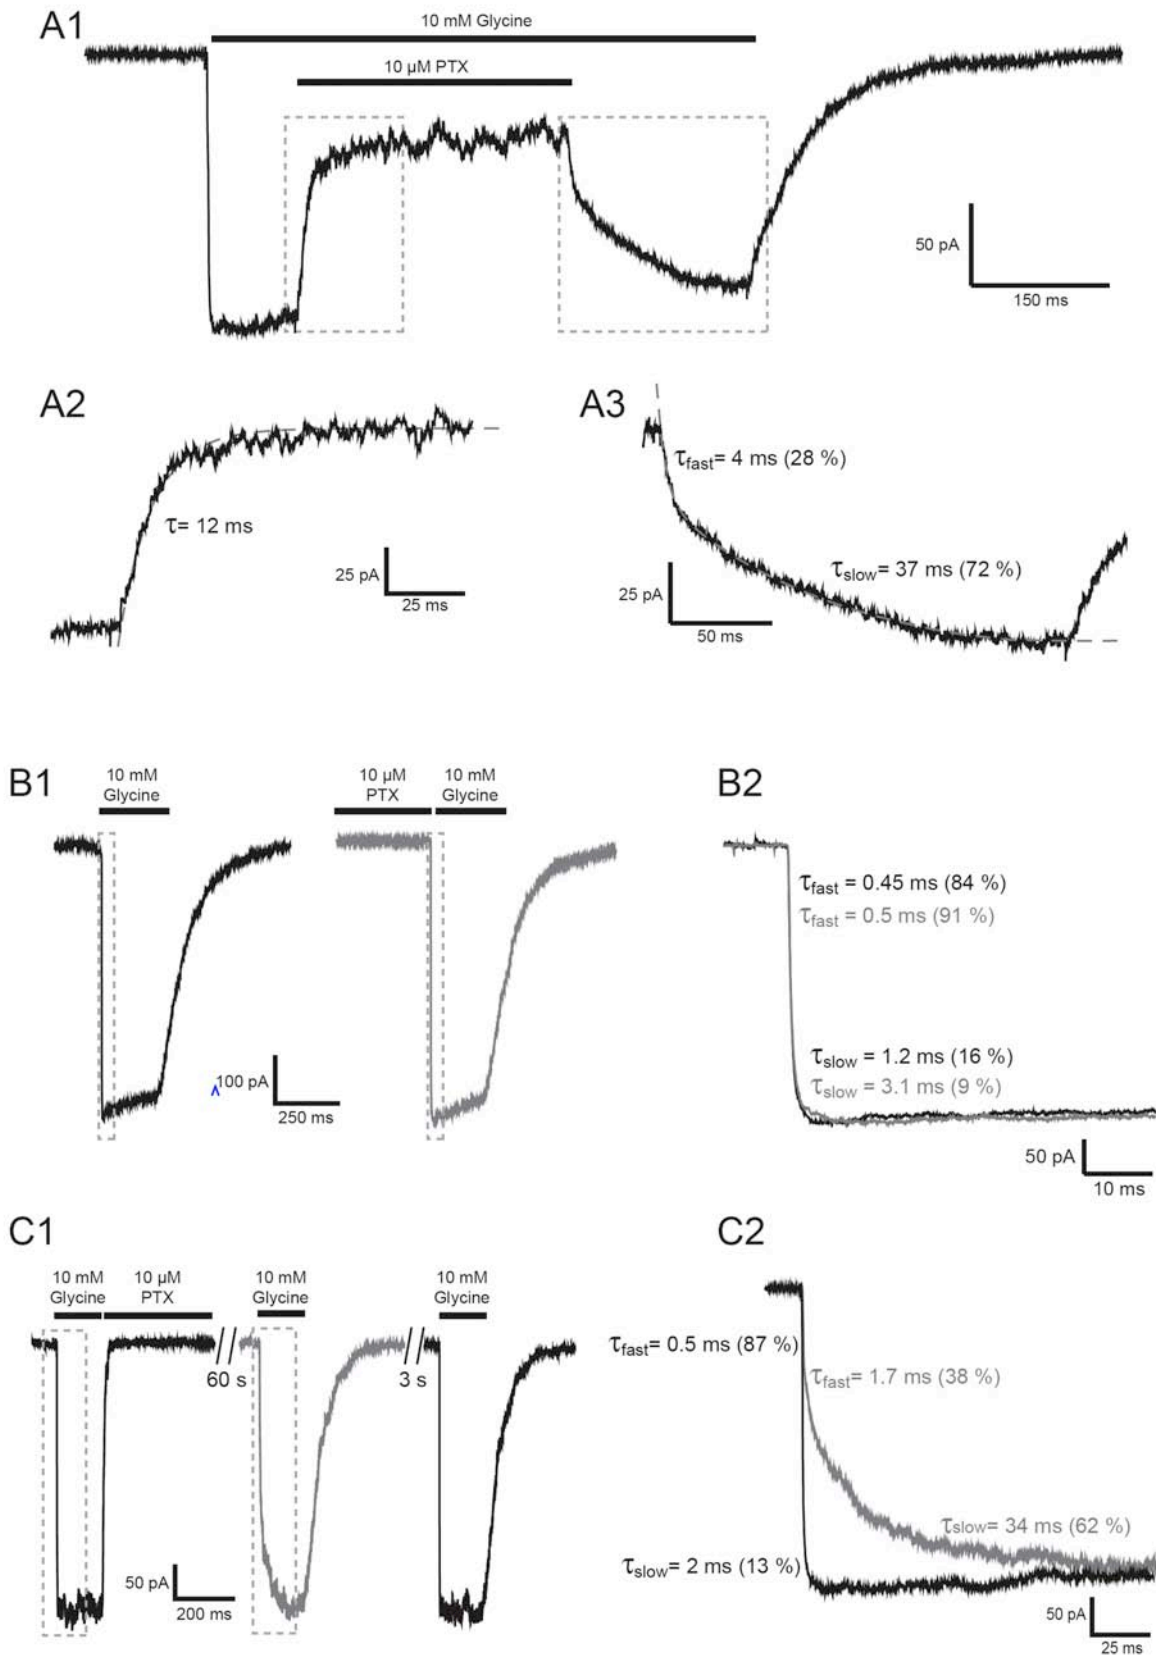 A1
10 mM Glycine
10 µM PTX
50 pA
150 ms
A2
τ= 12 ms
25 pA
25 ms
A3
τfast= 4 ms (28 %)
τslow= 37 ms (72 %)
25 pA
50 ms
B1
10 mM
Glycine
10 µM
PTX
10 mM
Glycine
100 pA
250 ms
B2
τfast = 0.45 ms (84 %)
τfast = 0.5 ms (91 %)
τslow = 1.2 ms (16 %)
τslow = 3.1 ms (9 %)
50 pA
10 ms
C1
10 mM
Glycine
10 µM
PTX
10 mM
Glycine
10 mM
Glycine
60 s
3 s
50 pA
200 ms
C2
τfast= 0.5 ms (87 %)
τfast= 1.7 ms (38 %)
τslow= 34 ms (62 %)
τslow= 2 ms (13 %)
50 pA
25 ms